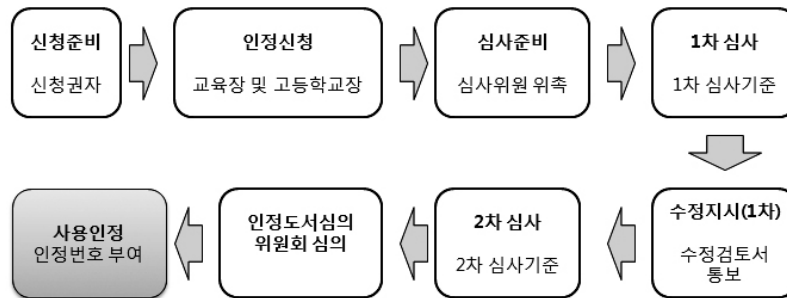 신청준비
신청권자
인정신청
교육장 및 고등학교장
심사준비
심사위원 위촉
1차 심사
1차 심사기준
수정지시(1차)
수정검토서
통보
2차 심사
2차 심사기준
인정도서심의
위원회 심의
사용인정
인정번호 부여